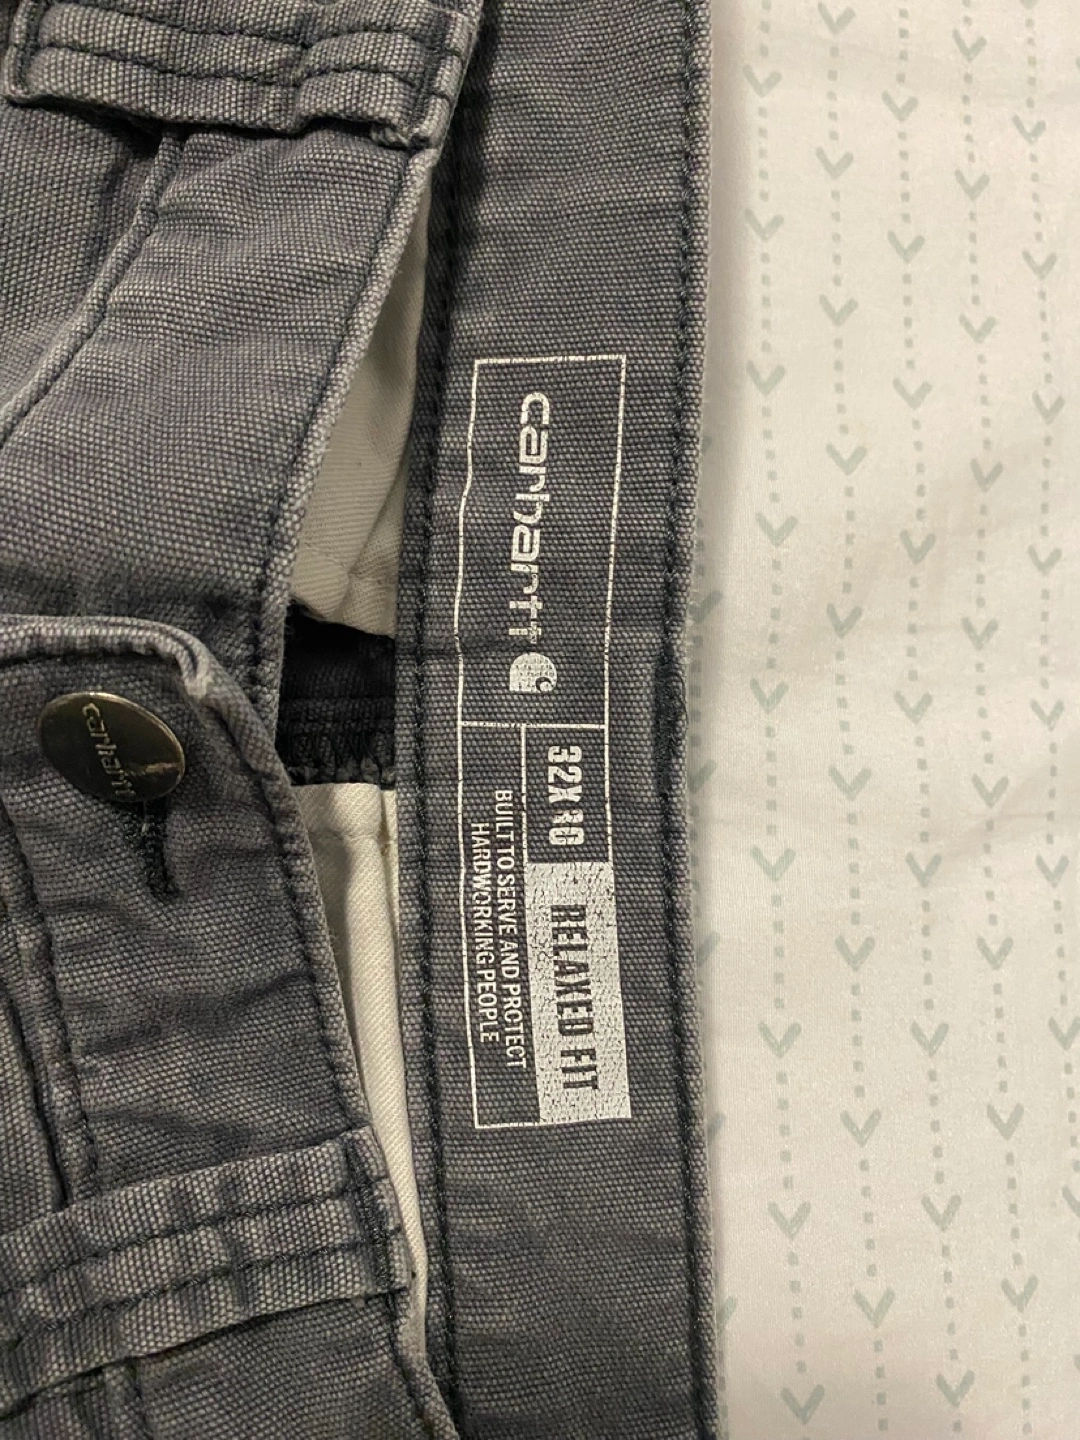 carhartt
32X30
RELAXED FIT
BUILT TO SERVE AND PROTECT
HARDWORKING PEOPLE
carhartt